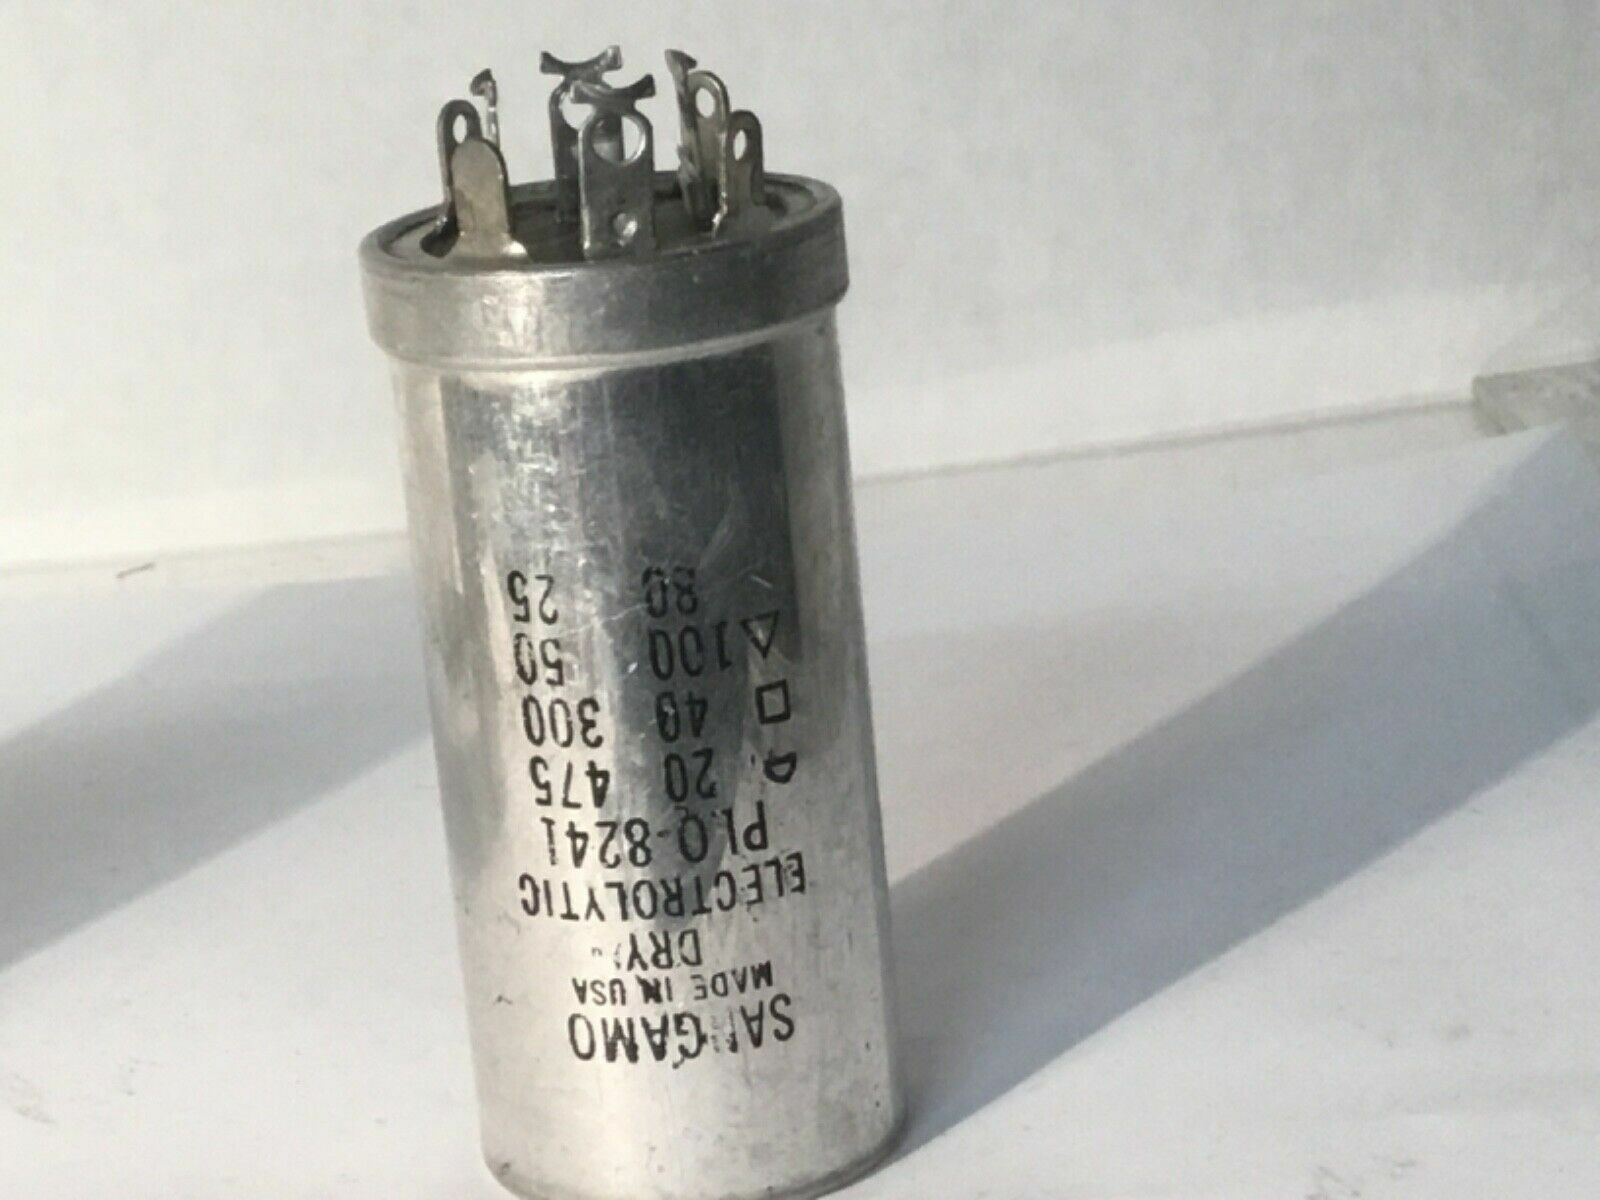 SANGAMO
MADE IN USA
DRY
ELECTROLYTIC
PLQ-8241
20 475
□ 40 300
△ 100 50
80 25